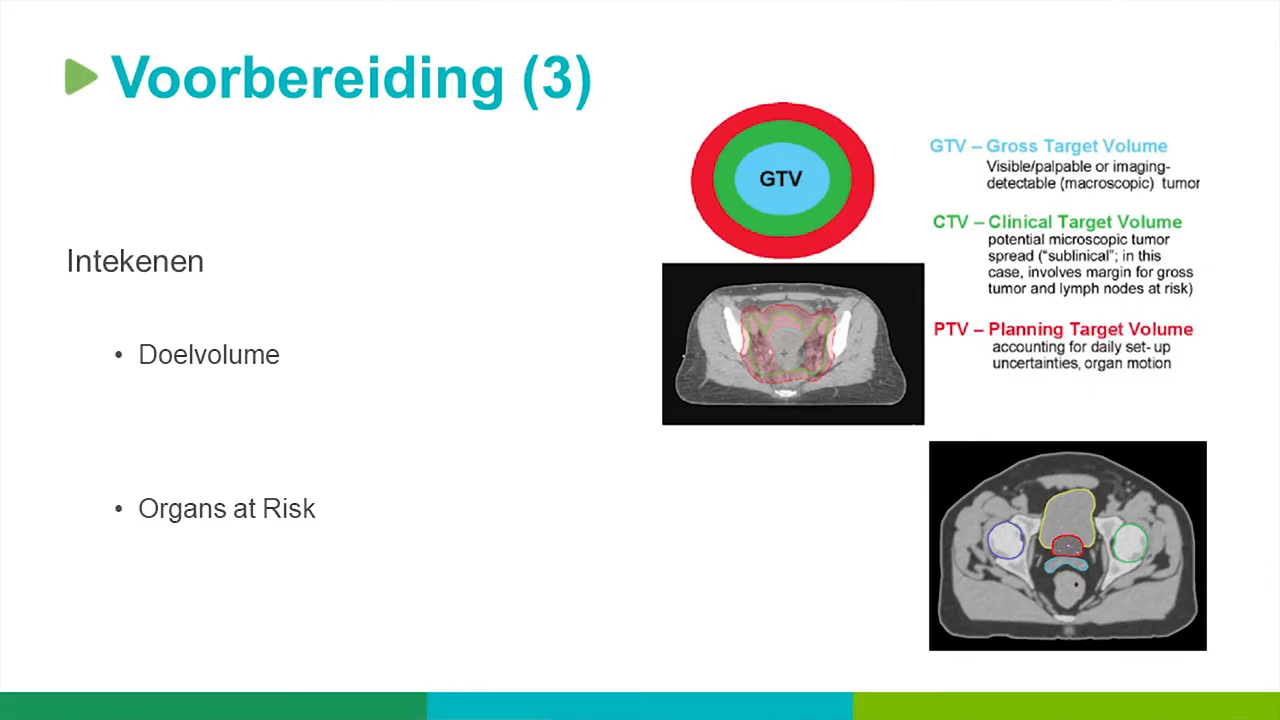 Voorbereiding (3)
Intekenen
• Doelvolume
• Organs at Risk
GTV
GTV – Gross Target Volume
Visible/palpable or imaging-
detectable (macroscopic) tumor
CTV – Clinical Target Volume
potential microscopic tumor
spread (“sublinical”; in this
case, involves margin for gross
tumor and lymph nodes at risk)
PTV – Planning Target Volume
accounting for daily set- up
uncertainties, organ motion